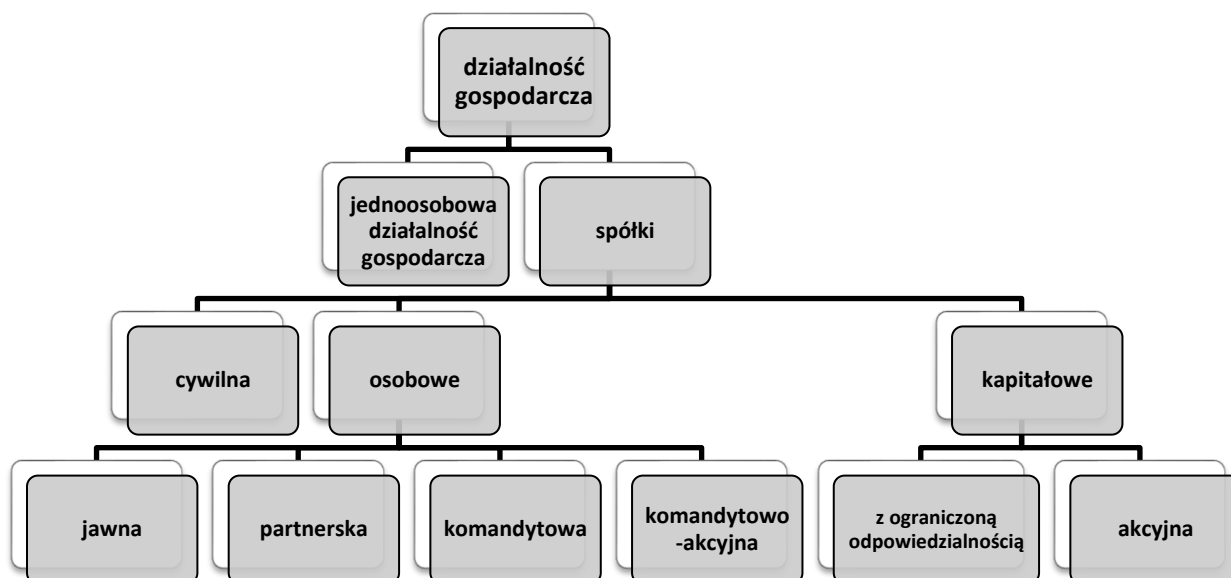 działalność
gospodarcza
jednoosobowa
działalność
gospodarcza
spółki
cywilna
osobowe
kapitałowe
jawna
partnerska
komandytowa
komandytowo
-akcyjna
z ograniczoną
odpowiedzialnością
akcyjna